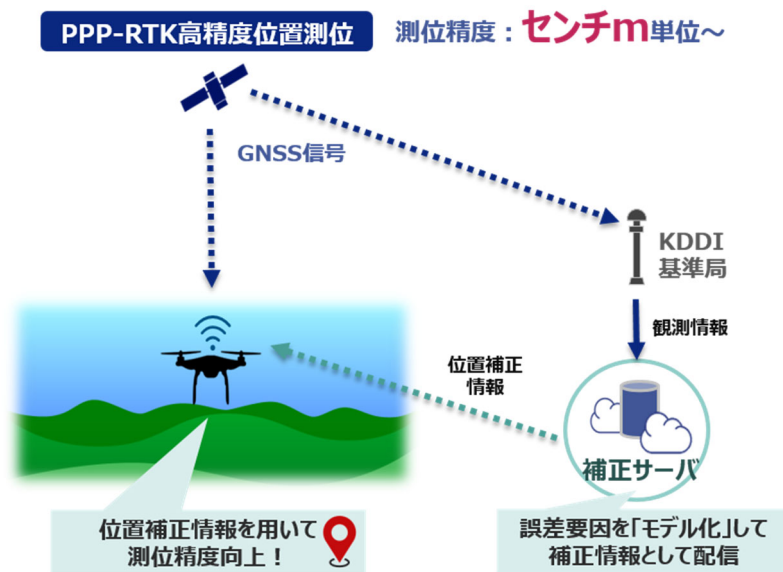 PPP-RTK高精度位置測位
測位精度：センチm単位～
GNSS信号
KDDI
基準局
観測情報
位置補正
情報
補正サーバ
位置補正情報を用いて
測位精度向上！
誤差要因を「モデル化」して
補正情報として配信